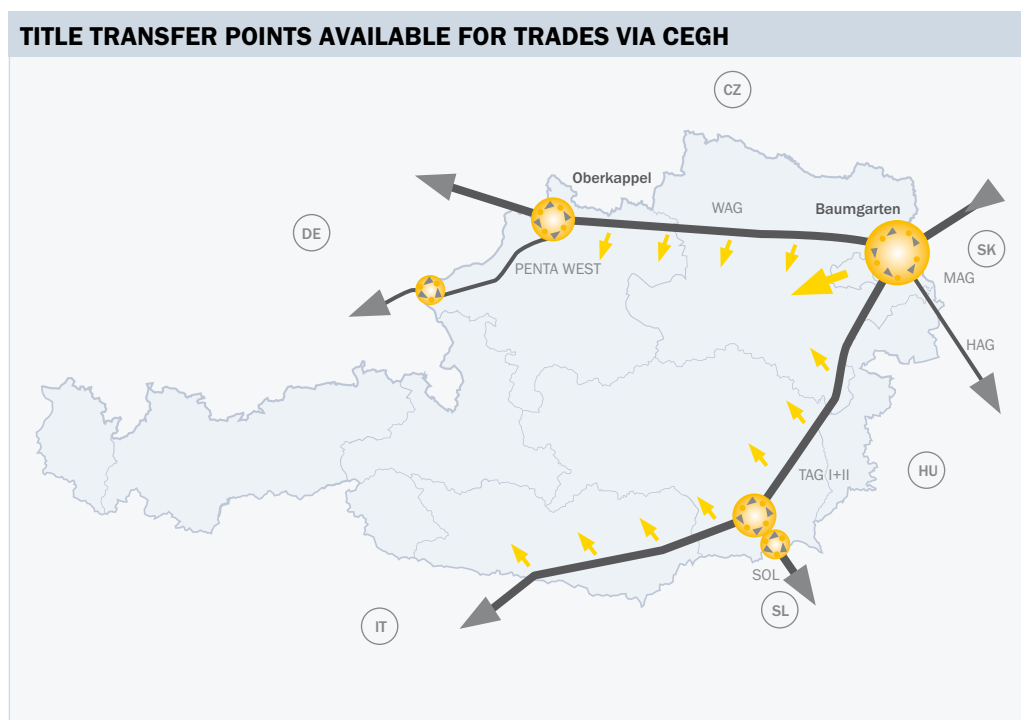 TITLE TRANSFER POINTS AVAILABLE FOR TRADES VIA CEGH
CZ
Oberkappel
WAG
Baumgarten
DE
SK
PENTA WEST
MAG
HAG
TAG I+II
HU
SOL
SL
IT